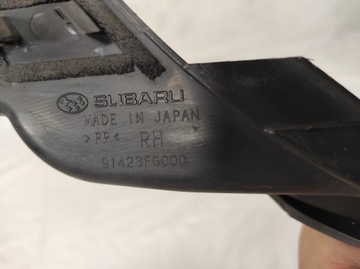 SUBARU
MADE IN JAPAN
>PP< RH
91423FG000